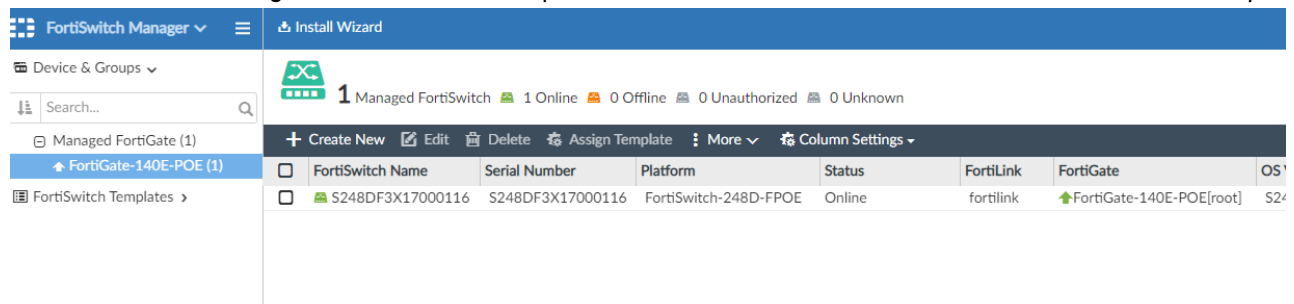 FortiSwitch Manager
Install Wizard
Device & Groups
Search...
Managed FortiGate (1)
FortiGate-140E-POE (1)
FortiSwitch Templates
1 Managed FortiSwitch 1 Online 0 Offline 0 Unauthorized 0 Unknown
+ Create New Edit Delete Assign Template More Column Settings
FortiSwitch Name Serial Number Platform Status FortiLink FortiGate OS
S248DF3X17000116 S248DF3X17000116 FortiSwitch-248D-FPOE Online fortilink FortiGate-140E-POE[root] S24